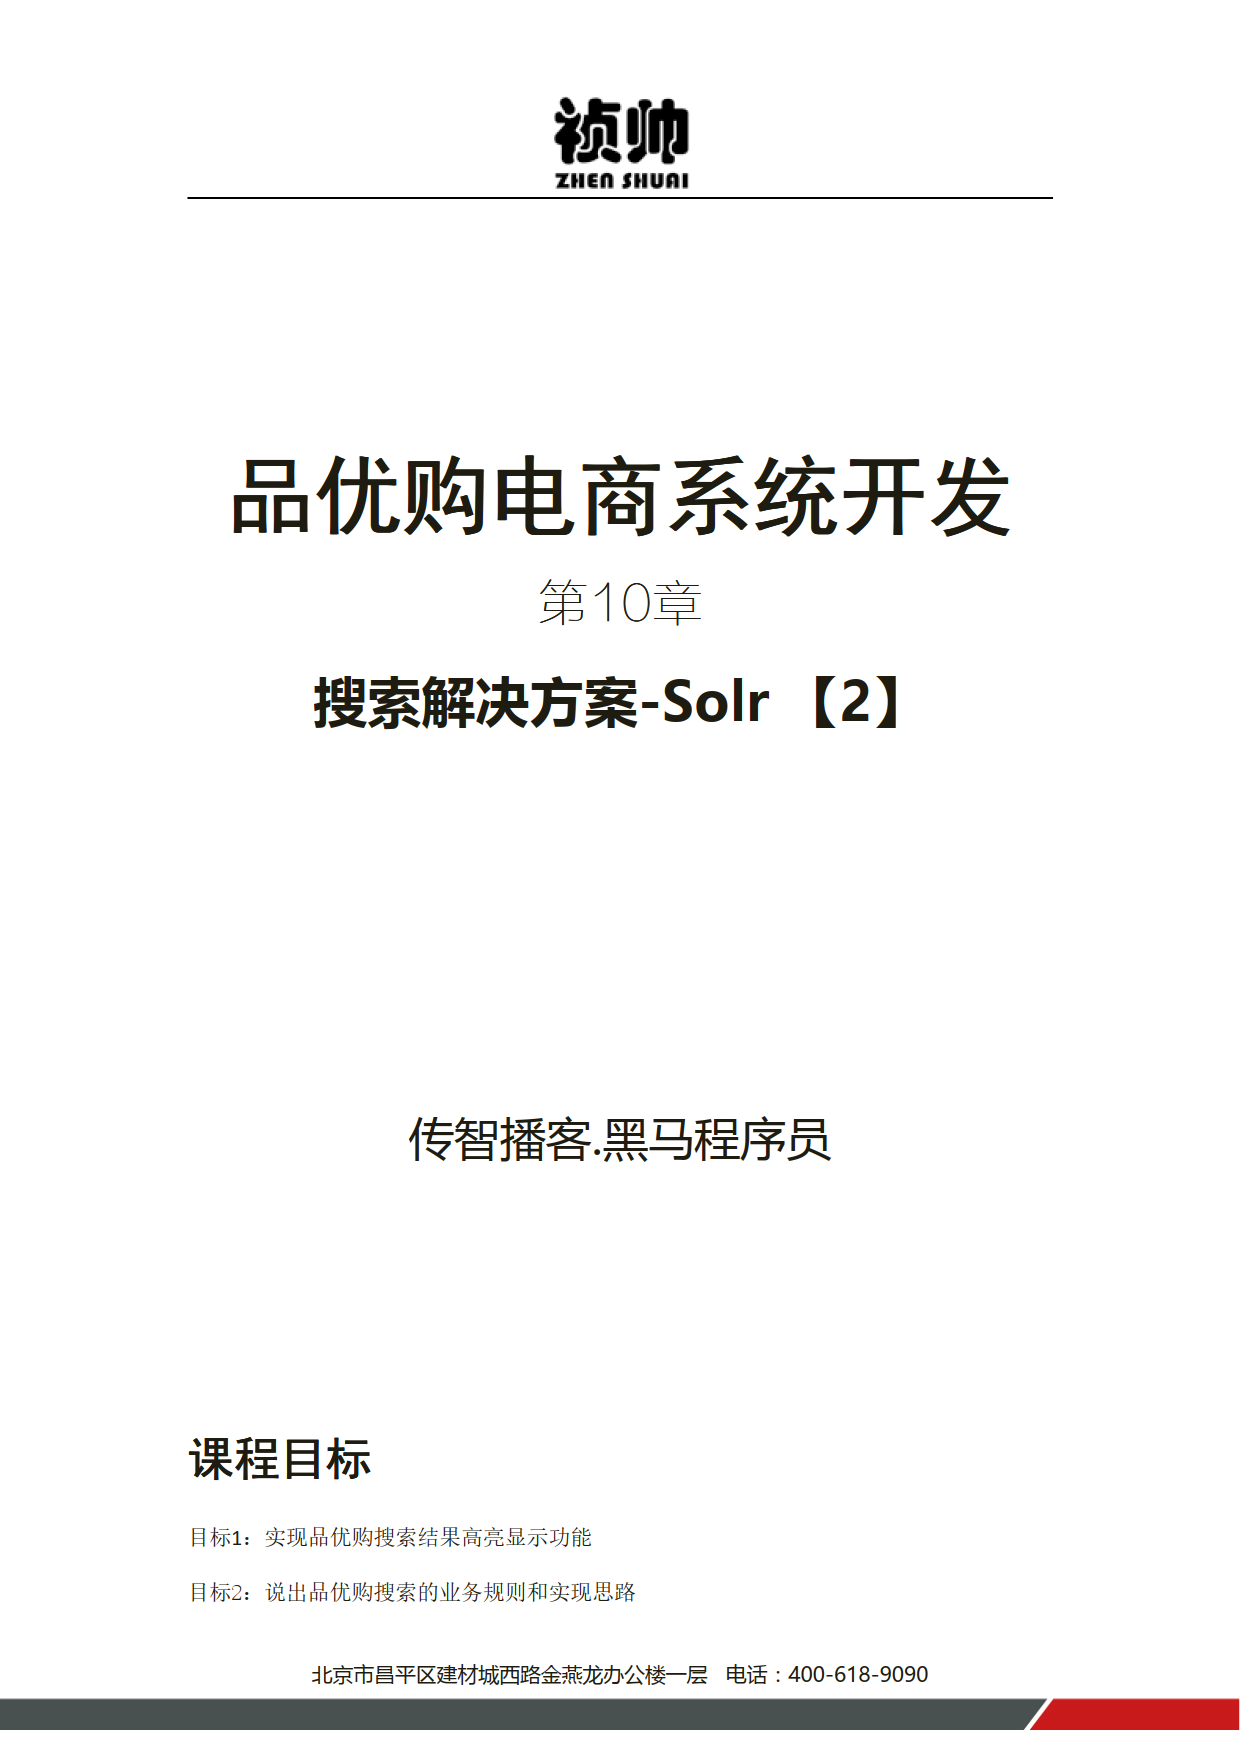 祯帅
ZHEN SHUAI
品优购电商系统开发
第10章
搜索解决方案-Solr 【2】
传智播客.黑马程序员
课程目标
目标1：实现品优购搜索结果高亮显示功能
目标2：说出品优购搜索的业务规则和实现思路
北京市昌平区建材城西路金燕龙办公楼一层 电话：400-618-9090